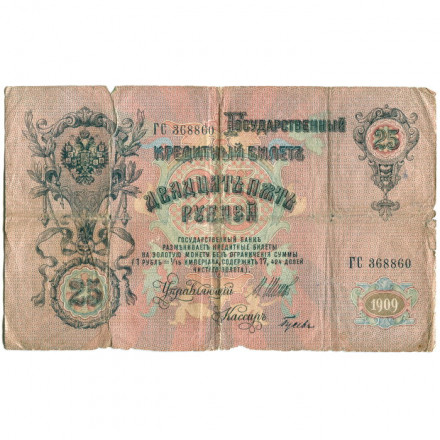 ГС 368860 Государственный 25
Кредитный Билетъ
Двадцать пять
Рублей
ГОСУДАРСТВЕННЫЙ БАНКЪ
РАЗМѢНИВАЕТЪ КРЕДИТНЫЕ БИЛЕТЫ
НА ЗОЛОТУЮ МОНЕТУ БЕЗЪ ОГРАНИЧЕНІЯ СУММЫ
(1 РУБЛЬ = 1/15 ИМПЕРІАЛА, СОДЕРЖИТЪ 17,424 ДОЛЕЙ
ЧИСТАГО ЗОЛОТА).
ГС 368860
25 Управляющій
1909
Кассиръ